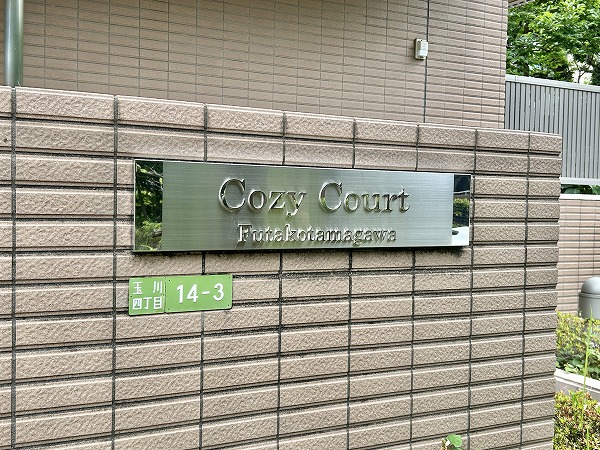 Cozy Court
Futakotamagawa
玉川
四丁目
14-3